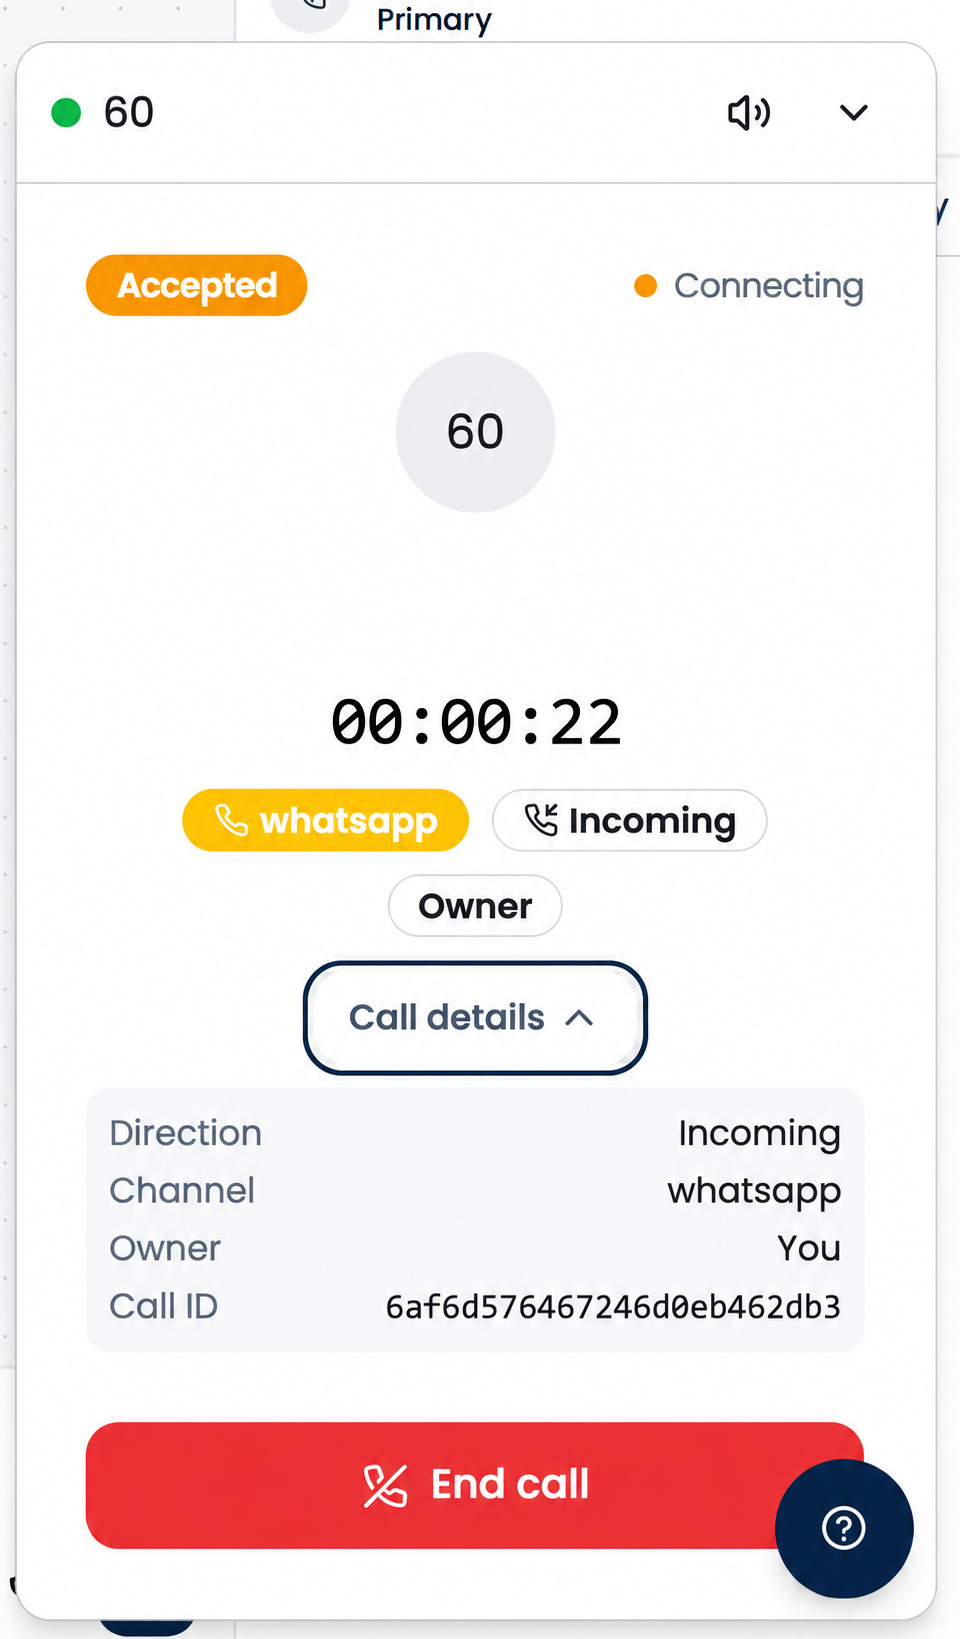 Primary
60
Accepted
Connecting
60
00:00:22
whatsapp
Incoming
Owner
Call details
Direction Incoming
Channel whatsapp
Owner You
Call ID 6af6d576467246d0eb462db3
End call